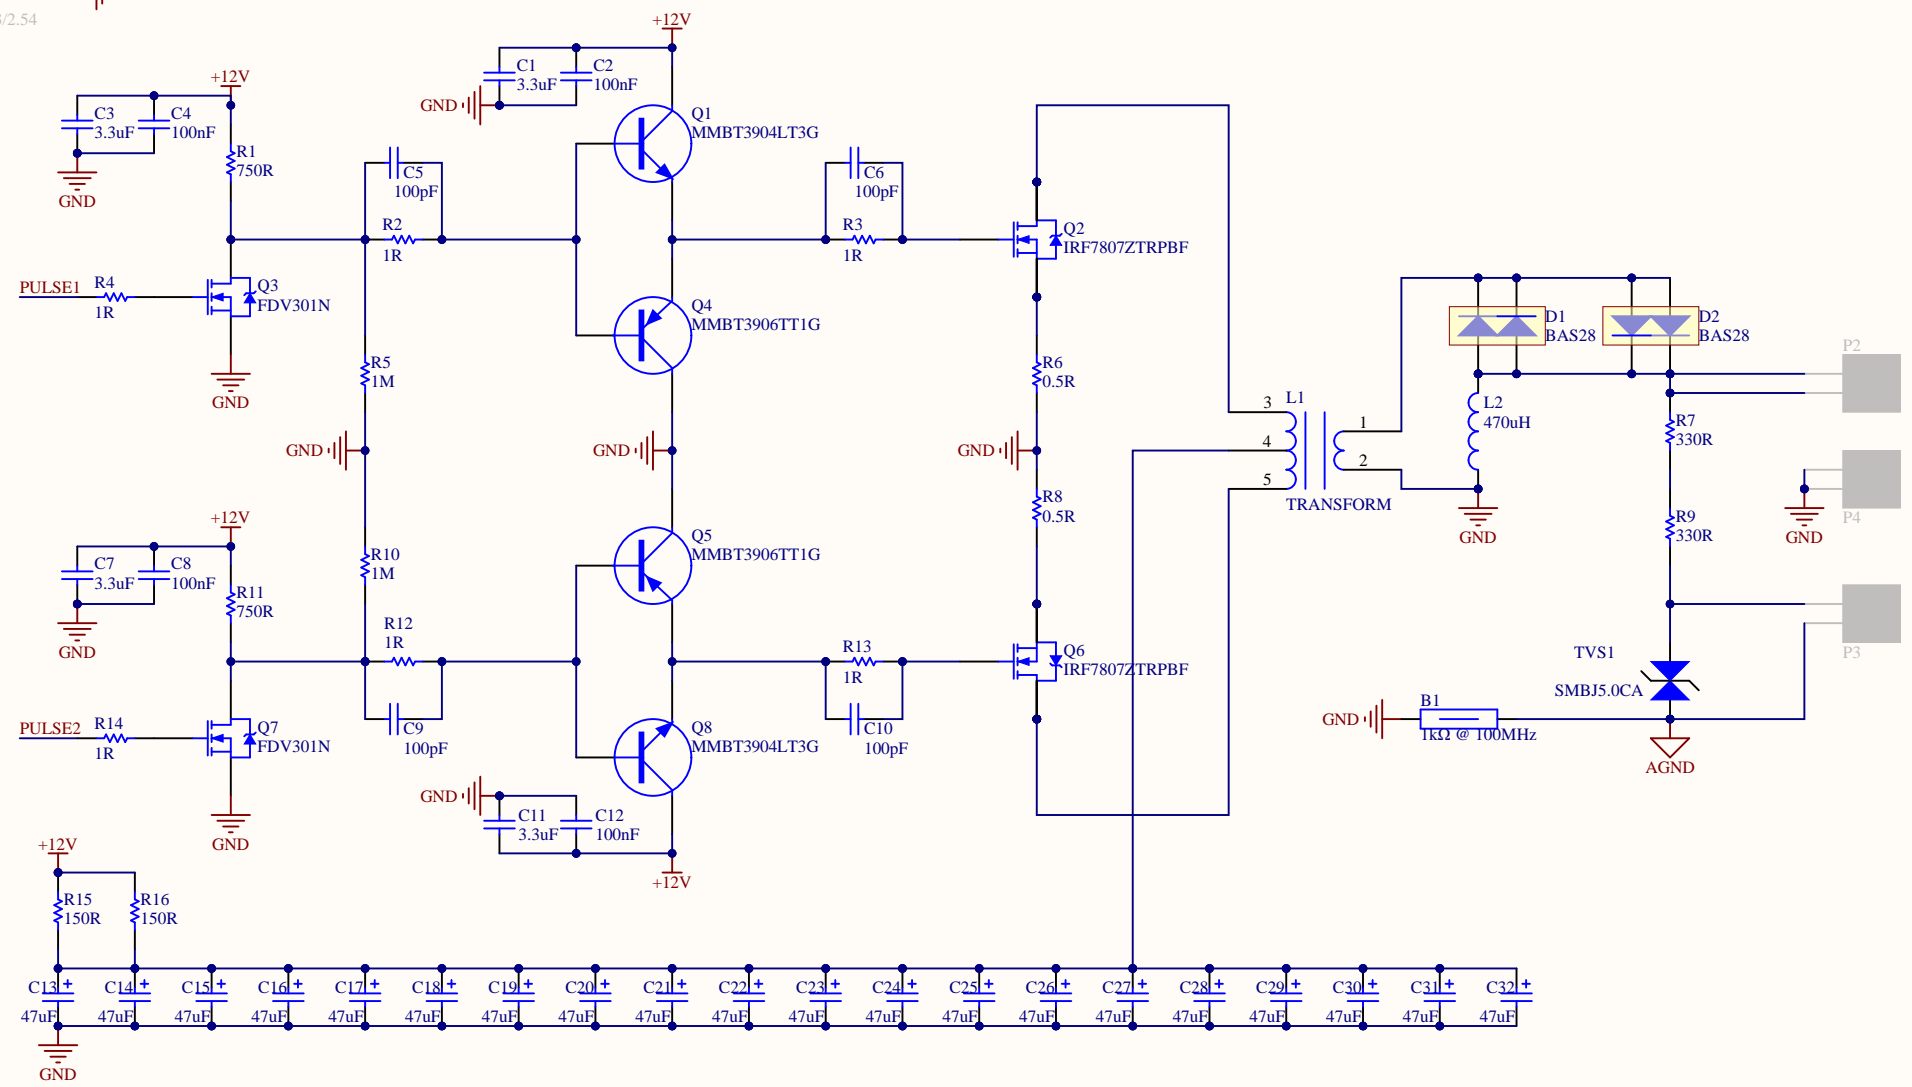 /2.54
+12V
C1
3.3uF
C2
100nF
GND
+12V
C3
3.3uF
C4
100nF
GND
R1
750R
Q1
MMBT3904LT3G
C5
100pF
R2
1R
C6
100pF
R3
1R
Q2
IRF7807ZTRPBF
PULSE1
R4
1R
Q3
FDV301N
GND
Q4
MMBT3906TT1G
R5
1M
R6
0.5R
D1
BAS28
D2
BAS28
P2
GND
GND
GND
L1
3
4
5
1
2
TRANSFORM
L2
470uH
GND
R7
330R
R9
330R
P4
GND
R8
0.5R
+12V
C7
3.3uF
C8
100nF
GND
R11
750R
R10
1M
Q5
MMBT3906TT1G
R12
1R
C9
100pF
R13
1R
C10
100pF
Q6
IRF7807ZTRPBF
P3
TVS1
SMBJ5.0CA
GND
B1
1kΩ @ 100MHz
AGND
PULSE2
R14
1R
Q7
FDV301N
GND
Q8
MMBT3904LT3G
GND
C11
3.3uF
C12
100nF
+12V
+12V
R15
150R
R16
150R
C13 C14 C15 C16 C17 C18 C19 C20 C21 C22 C23 C24 C25 C26 C27 C28 C29 C30 C31 C32
47uF 47uF 47uF 47uF 47uF 47uF 47uF 47uF 47uF 47uF 47uF 47uF 47uF 47uF 47uF 47uF 47uF 47uF 47uF 47uF
GND